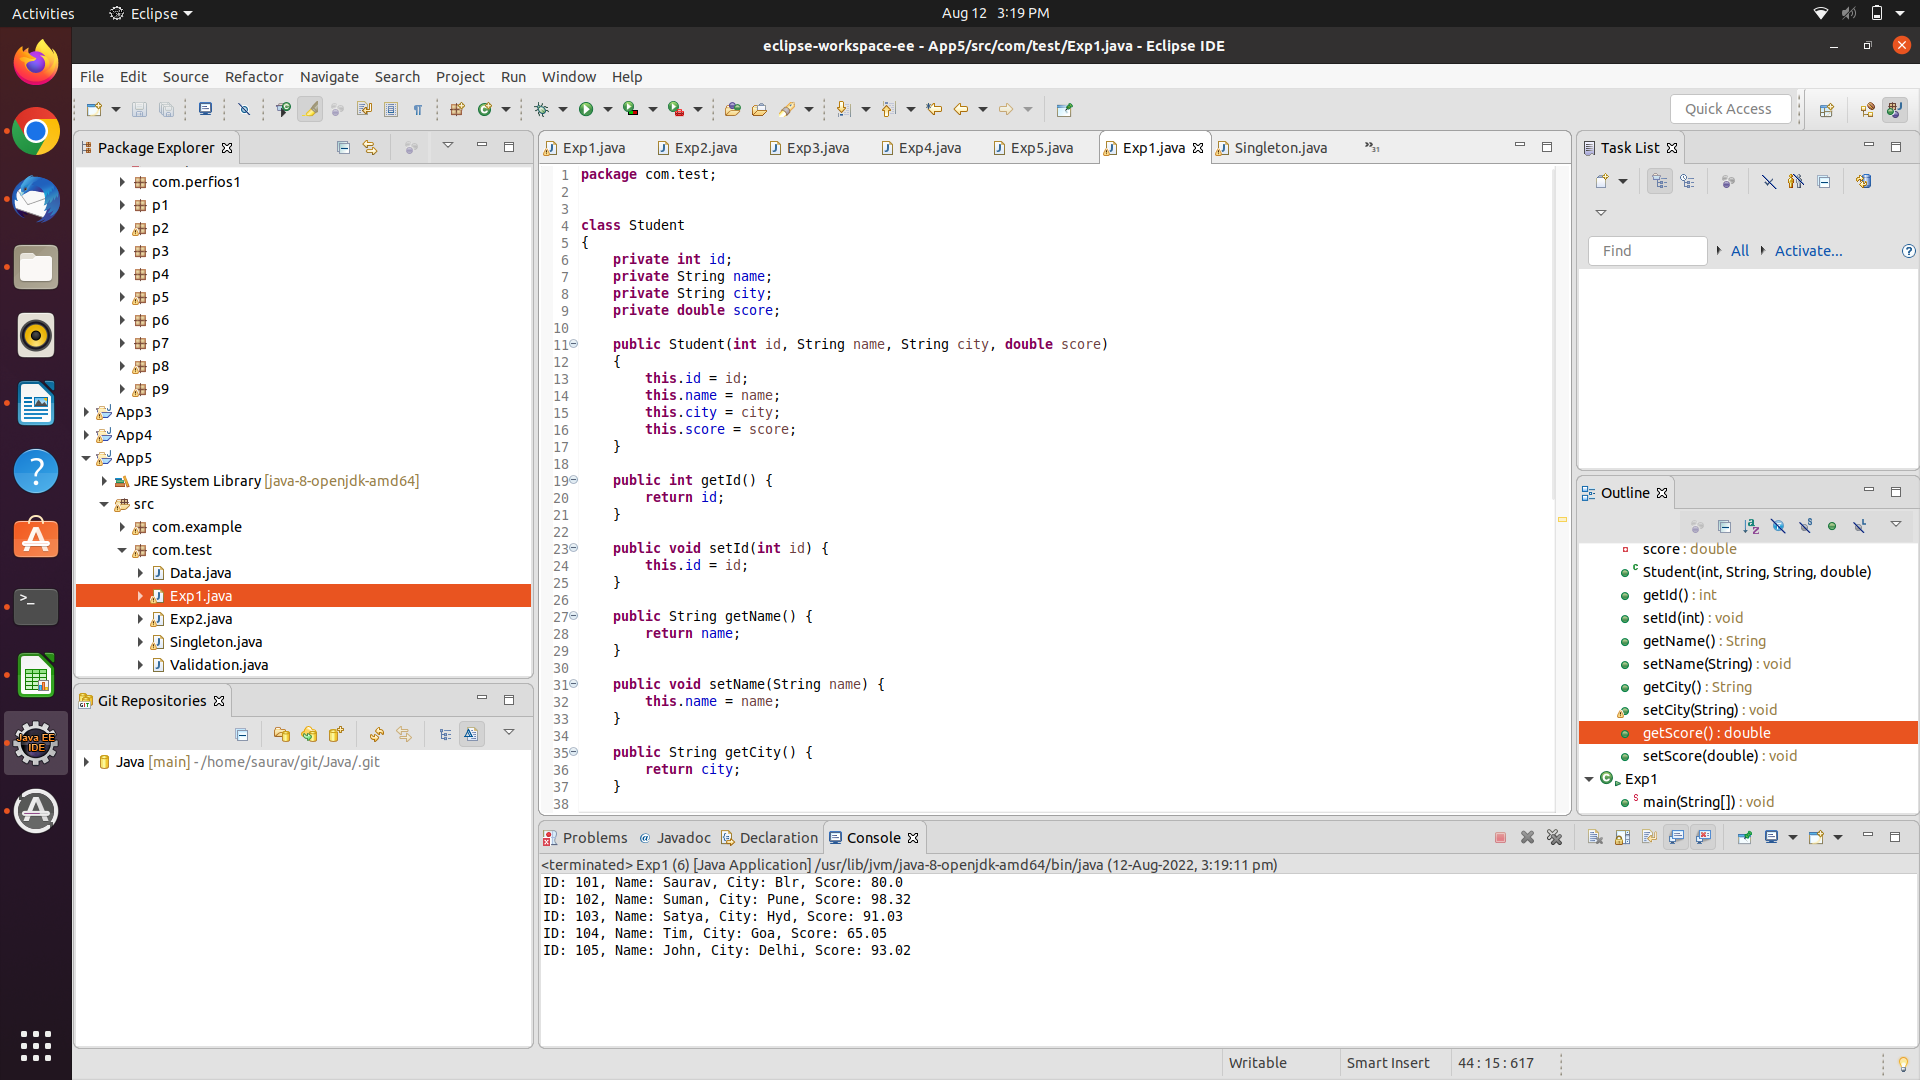 Activities
Eclipse
Aug 12 3:19 PM
eclipse-workspace-ee - App5/src/com/test/Exp1.java - Eclipse IDE
File Edit Source Refactor Navigate Search Project Run Window Help
Quick Access
Package Explorer
com.perfios1
p1
p2
p3
p4
p5
p6
p7
p8
p9
App3
App4
App5
JRE System Library [java-8-openjdk-amd64]
src
com.example
com.test
Data.java
Exp1.java
Exp2.java
Singleton.java
Validation.java
Git Repositories
Java [main] - /home/saurav/git/Java/.git
Java EE
IDE
Exp1.java Exp2.java Exp3.java Exp4.java Exp5.java Exp1.java Singleton.java »31
1 package com.test;
2
3
4 class Student
5 {
6 private int id;
7 private String name;
8 private String city;
9 private double score;
10
11 public Student(int id, String name, String city, double score)
12 {
13 this.id = id;
14 this.name = name;
15 this.city = city;
16 this.score = score;
17 }
18
19 public int getId() {
20 return id;
21 }
22
23 public void setId(int id) {
24 this.id = id;
25 }
26
27 public String getName() {
28 return name;
29 }
30
31 public void setName(String name) {
32 this.name = name;
33 }
34
35 public String getCity() {
36 return city;
37 }
38
Task List
Find
All
Activate...
Outline
score : double
Student(int, String, String, double)
getId() : int
setId(int) : void
getName() : String
setName(String) : void
getCity() : String
setCity(String) : void
getScore() : double
setScore(double) : void
Exp1
main(String[]) : void
Problems @ Javadoc Declaration Console
<terminated> Exp1 (6) [Java Application] /usr/lib/jvm/java-8-openjdk-amd64/bin/java (12-Aug-2022, 3:19:11 pm)
ID: 101, Name: Saurav, City: Blr, Score: 80.0
ID: 102, Name: Suman, City: Pune, Score: 98.32
ID: 103, Name: Satya, City: Hyd, Score: 91.03
ID: 104, Name: Tim, City: Goa, Score: 65.05
ID: 105, Name: John, City: Delhi, Score: 93.02
Writable
Smart Insert
44 : 15 : 617